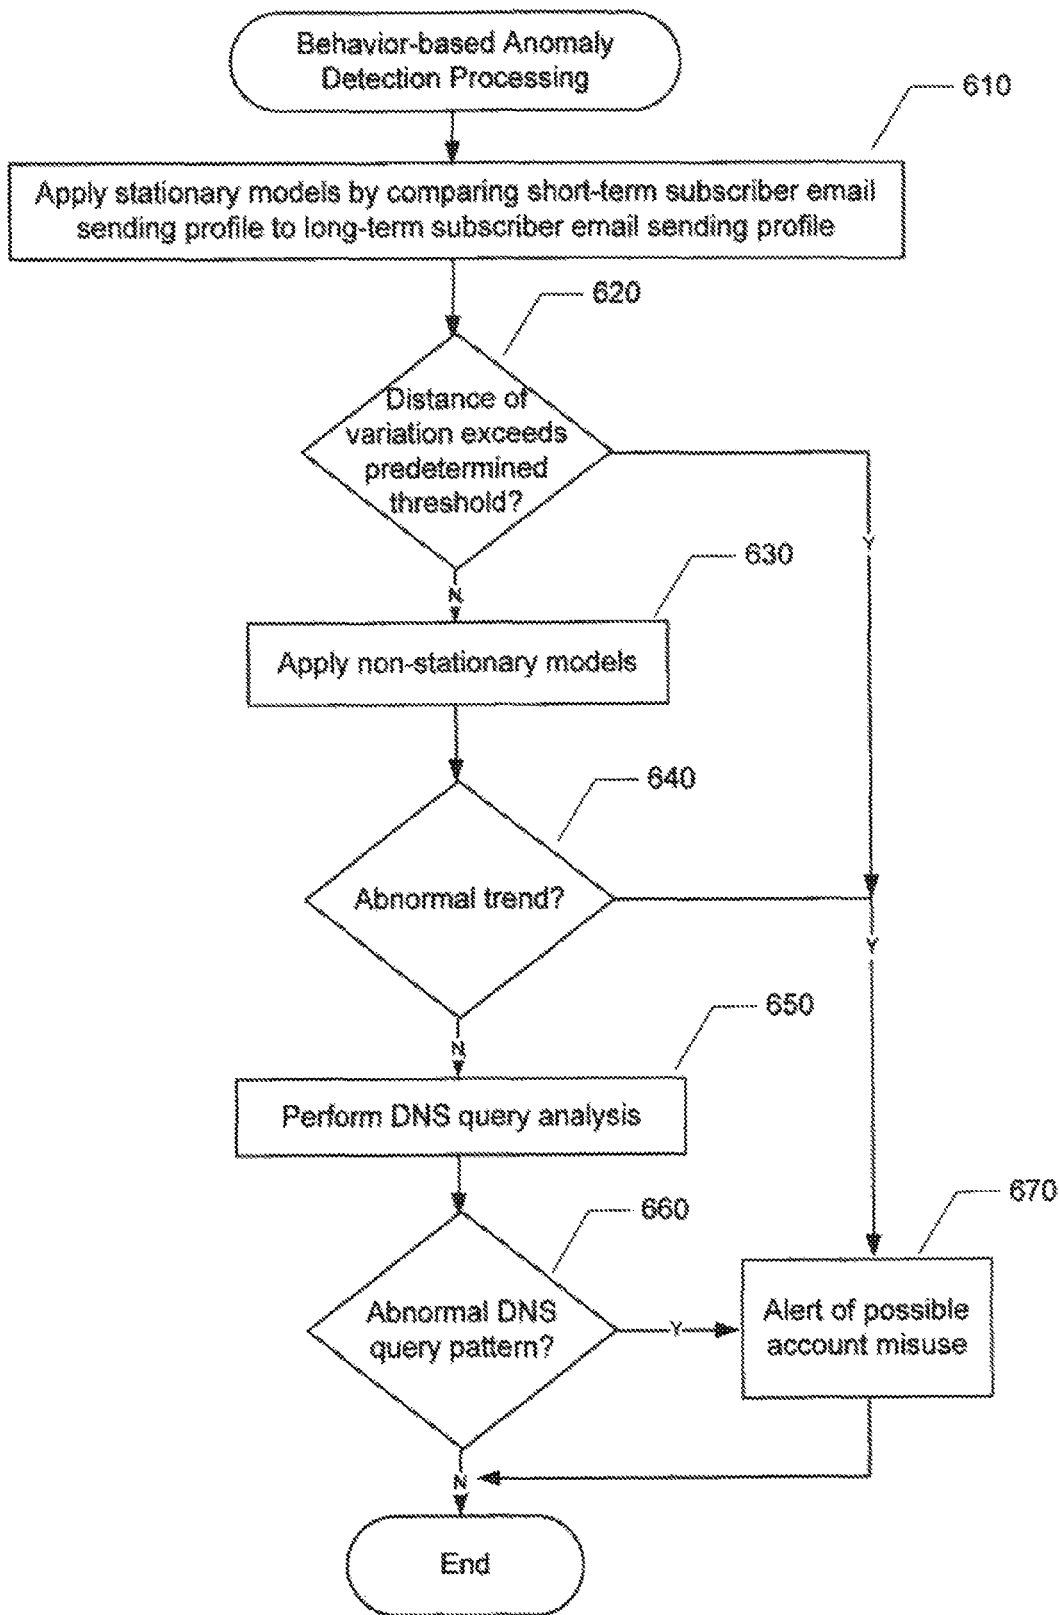 Behavior-based Anomaly
Detection Processing
610
Apply stationary models by comparing short-term subscriber email
sending profile to long-term subscriber email sending profile
620
Distance of
variation exceeds
predetermined
threshold?
Y
N
630
Apply non-stationary models
640
Abnormal trend?
Y
N
650
Perform DNS query analysis
660
670
Abnormal DNS
query pattern?
Y
Alert of possible
account misuse
N
End